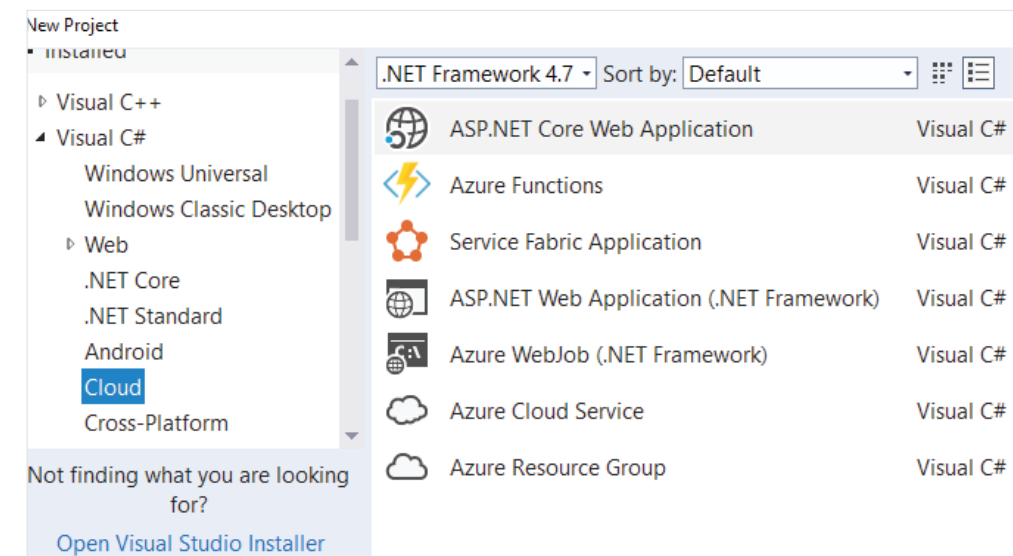 New Project
Installed
Visual C++
Visual C#
Windows Universal
Windows Classic Desktop
Web
.NET Core
.NET Standard
Android
Cloud
Cross-Platform
Not finding what you are looking
for?
Open Visual Studio Installer
.NET Framework 4.7 Sort by: Default
ASP.NET Core Web Application Visual C#
Azure Functions Visual C#
Service Fabric Application Visual C#
ASP.NET Web Application (.NET Framework) Visual C#
Azure WebJob (.NET Framework) Visual C#
Azure Cloud Service Visual C#
Azure Resource Group Visual C#